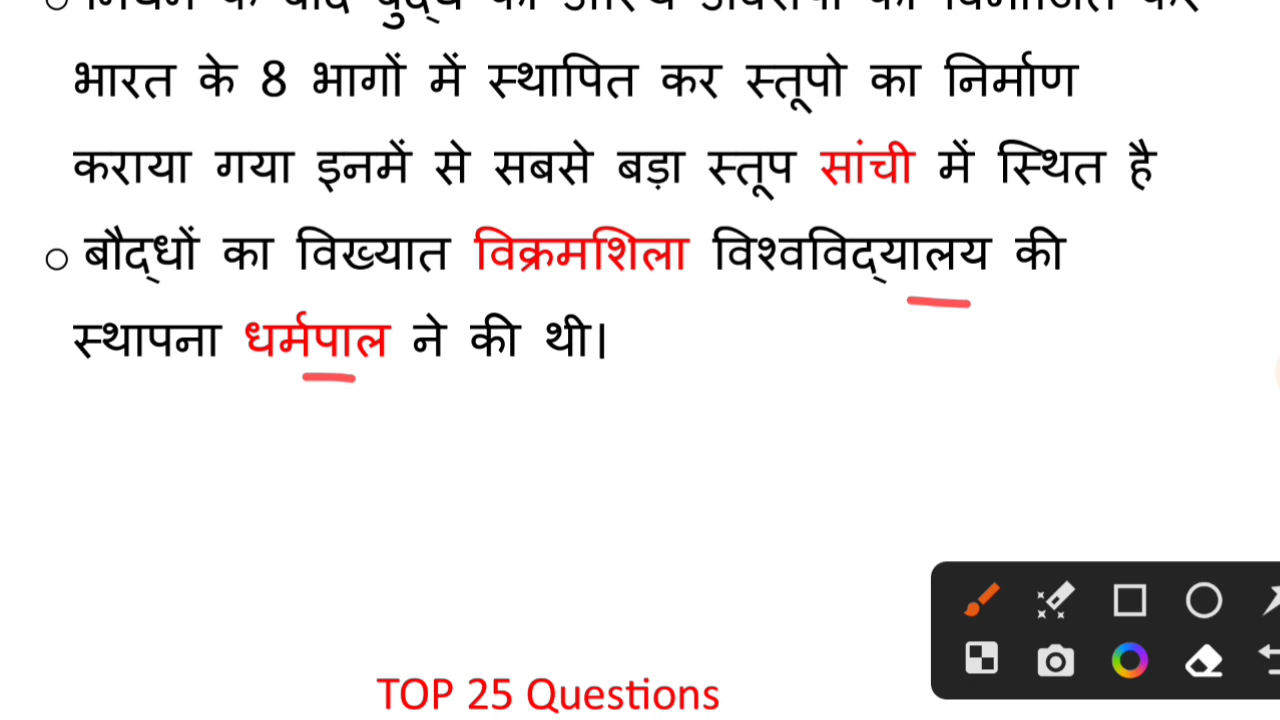 भारत के 8 भागों में स्थापित कर स्तूपो का निर्माण
कराया गया इनमें से सबसे बड़ा स्तूप सांची में स्थित है
o बौद्धों का विख्यात विक्रमशिला विश्वविद्यालय की
स्थापना धर्मपाल ने की थी।
TOP 25 Questions